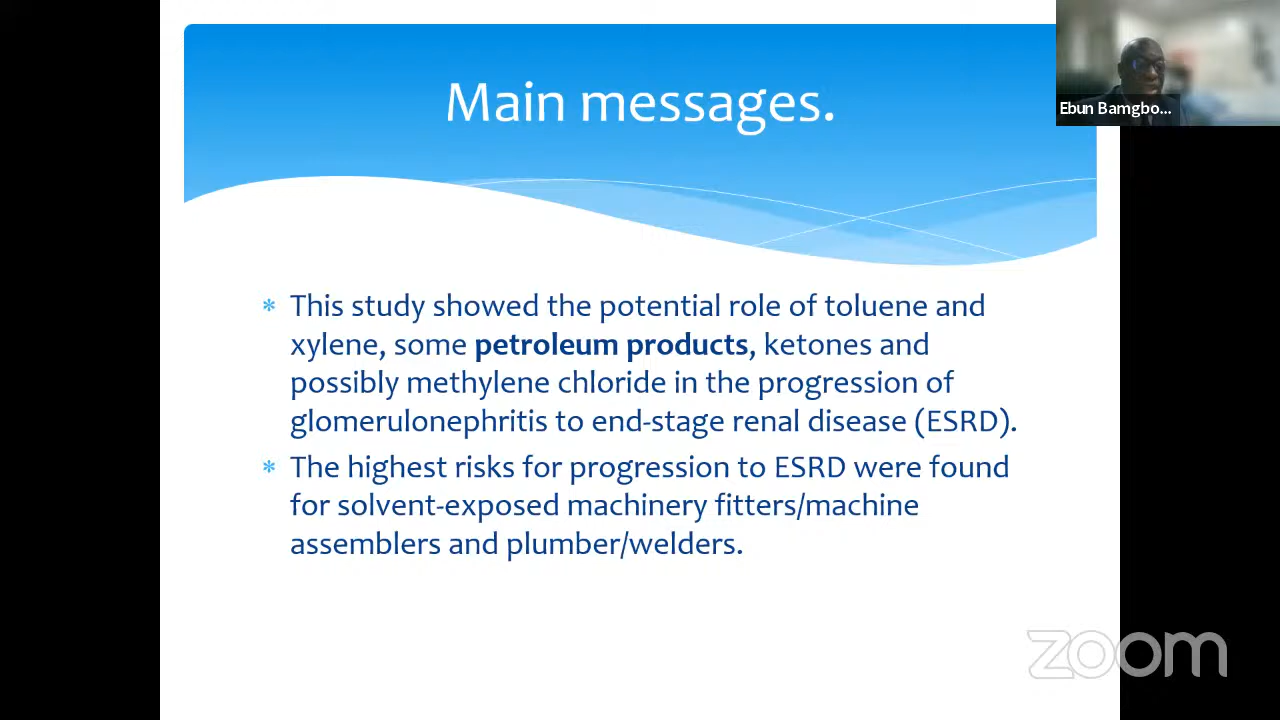 Main messages.
Ebun Bamgbo...
* This study showed the potential role of toluene and
xylene, some petroleum products, ketones and
possibly methylene chloride in the progression of
glomerulonephritis to end-stage renal disease (ESRD).
* The highest risks for progression to ESRD were found
for solvent-exposed machinery fitters/machine
assemblers and plumber/welders.
zoom